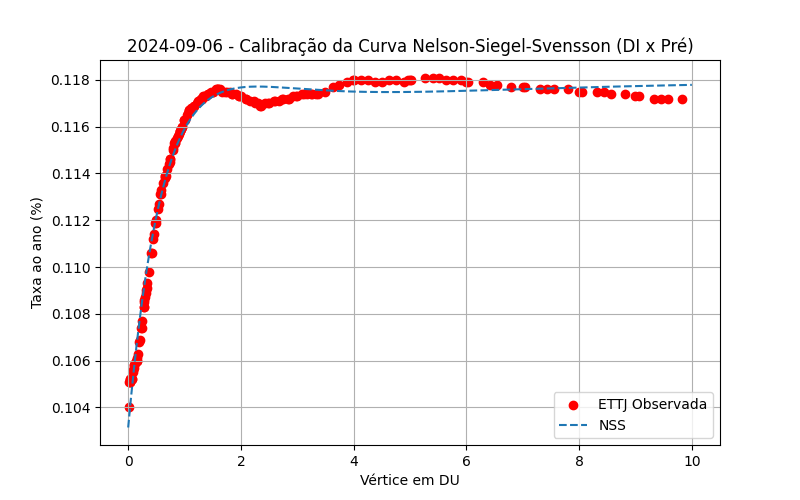 2024-09-06 - Calibração da Curva Nelson-Siegel-Svensson (DI x Pré)
Taxa ao ano (%)
0.118
0.116
0.114
0.112
0.110
0.108
0.106
0.104
ETTJ Observada
NSS
0 2 4 6 8 10
Vértice em DU